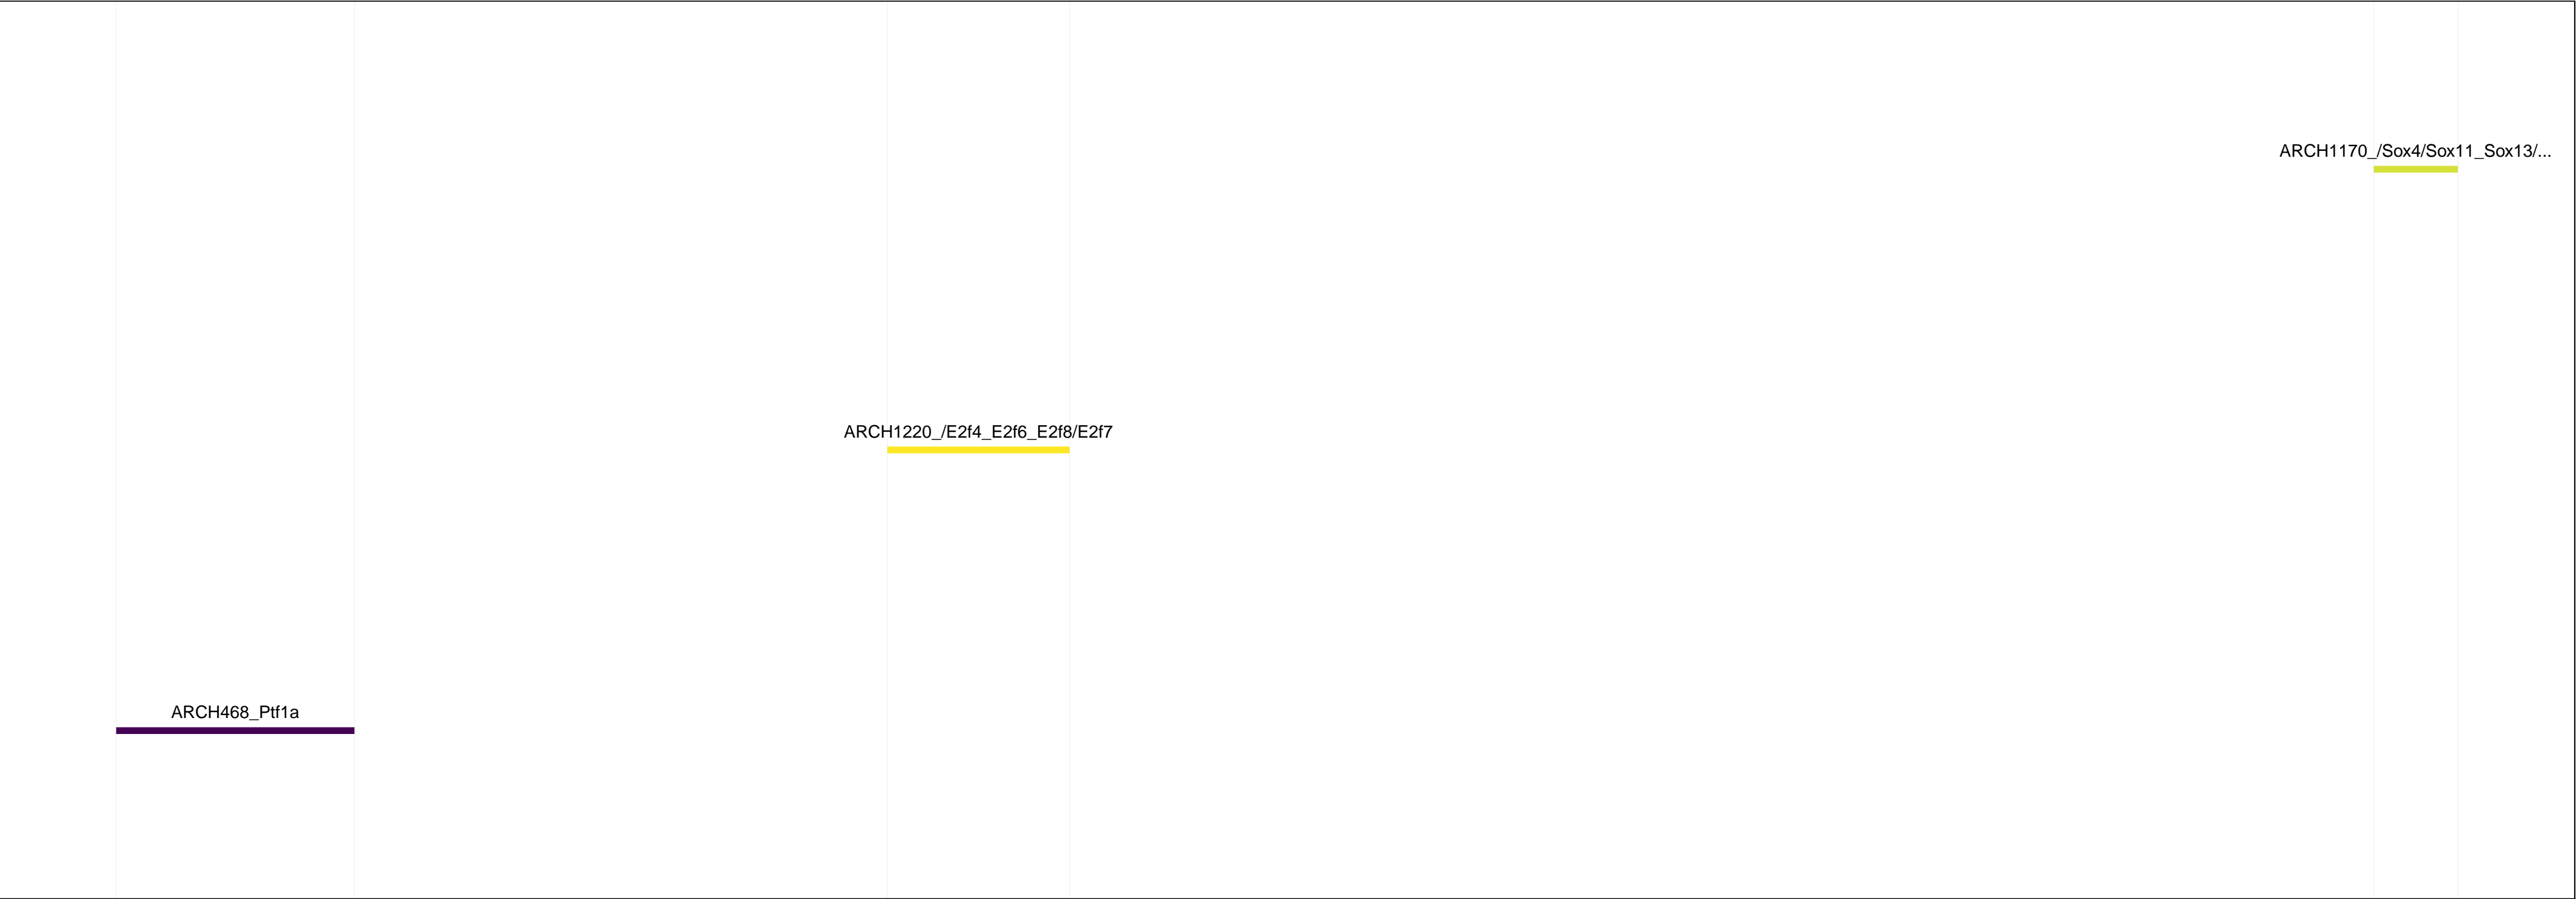 ARCH1170_/Sox4/Sox11_Sox13/...
ARCH1220_/E2f4_E2f6_E2f8/E2f7
ARCH468_Ptf1a